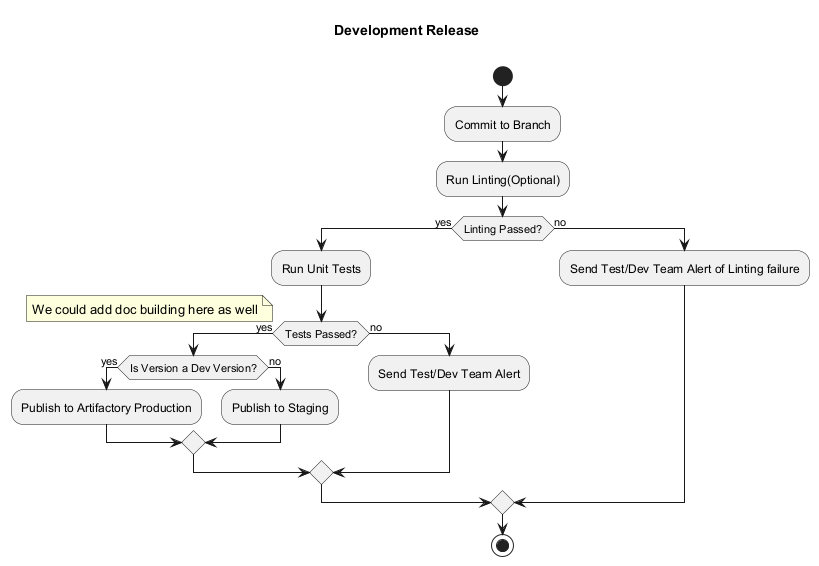 Development Release
Commit to Branch
Run Linting(Optional)
yes
Linting Passed?
no
Run Unit Tests
Send Test/Dev Team Alert of Linting failure
We could add doc building here as well
yes
Tests Passed?
no
yes
Is Version a Dev Version?
no
Send Test/Dev Team Alert
Publish to Artifactory Production
Publish to Staging